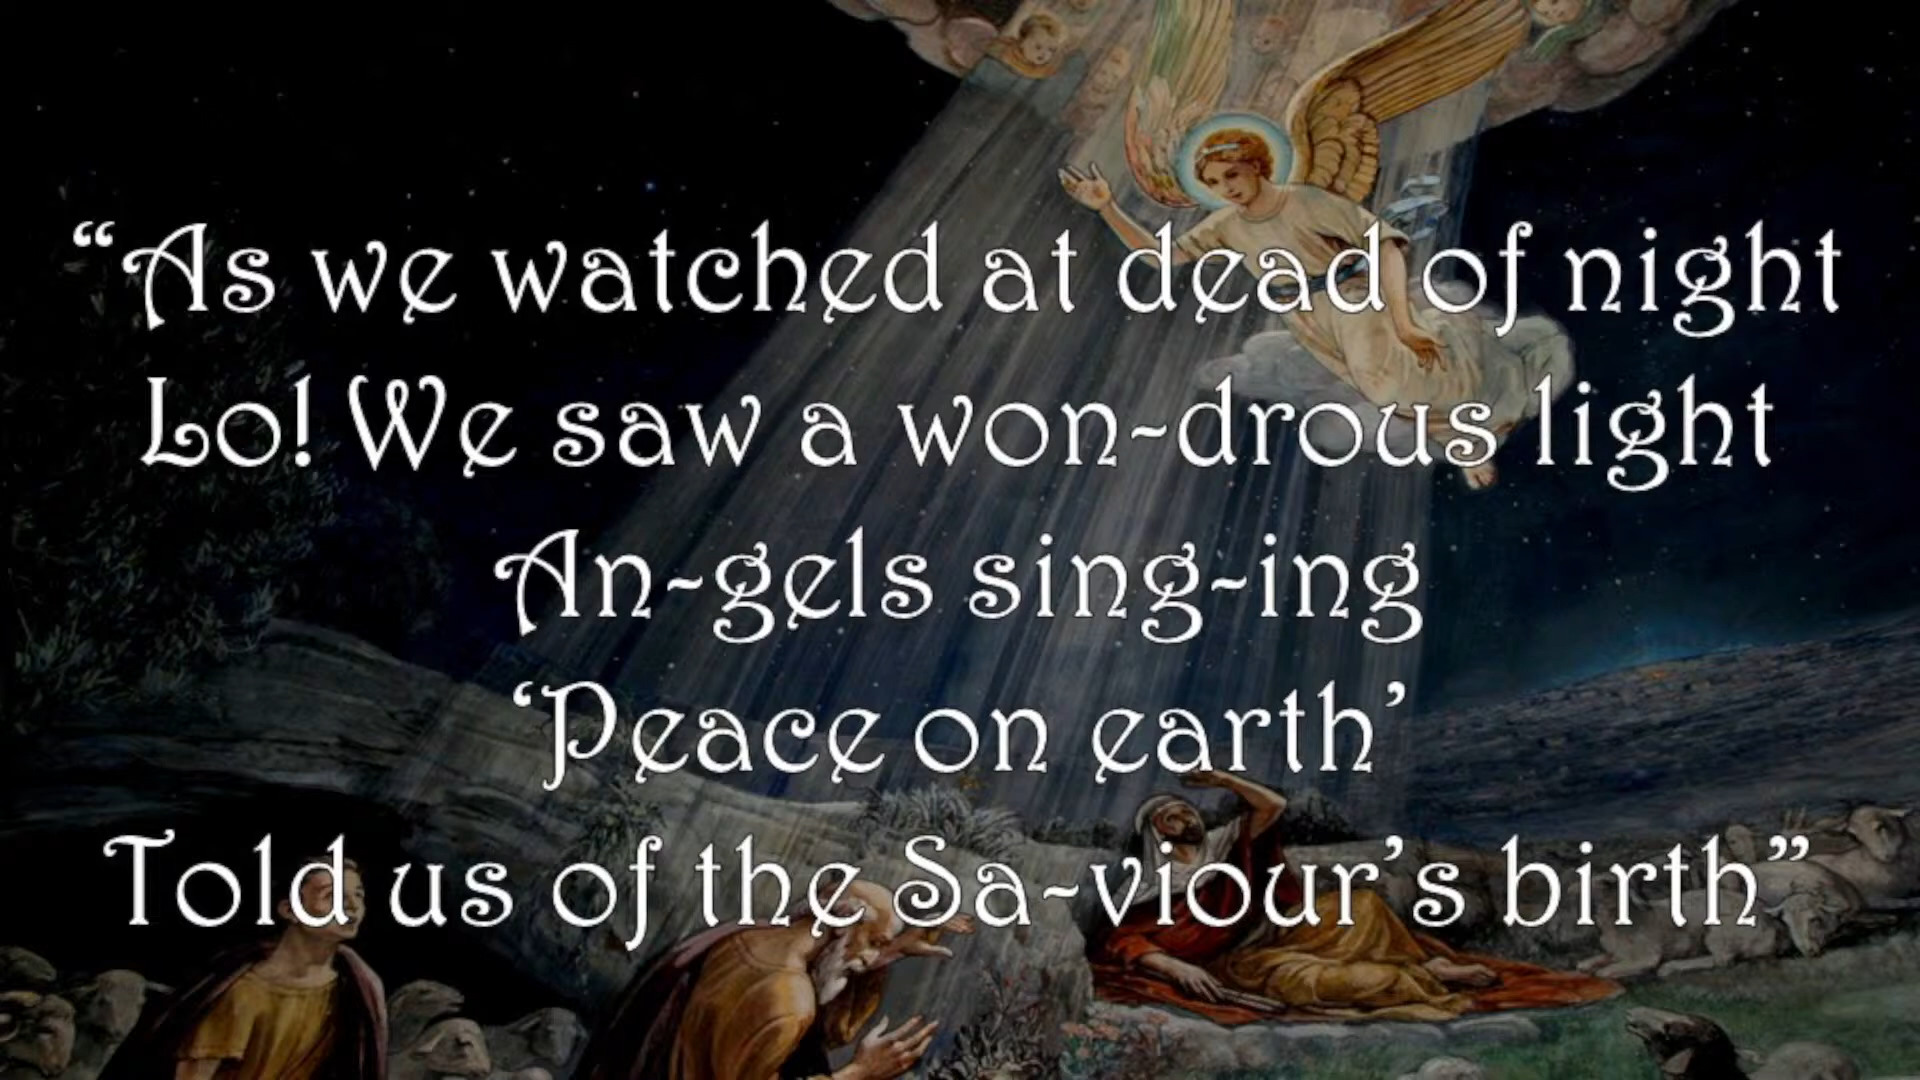 “As we watched at dead of night
Lo! We saw a won-drous light
An-gels sing-ing
‘Peace on earth’
Told us of the Sa-viour’s birth”